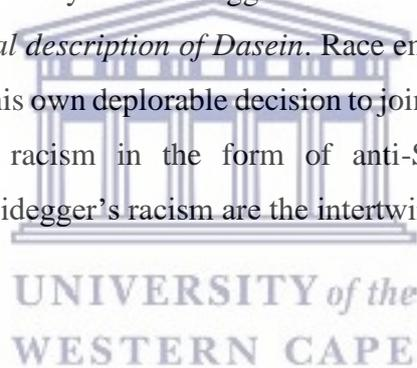 al description of Dasein. Race en
his own deplorable decision to join
racism in the form of anti-S
idegger's racism are the intertwi
UNIVERSITY of the
WESTERN CAPE